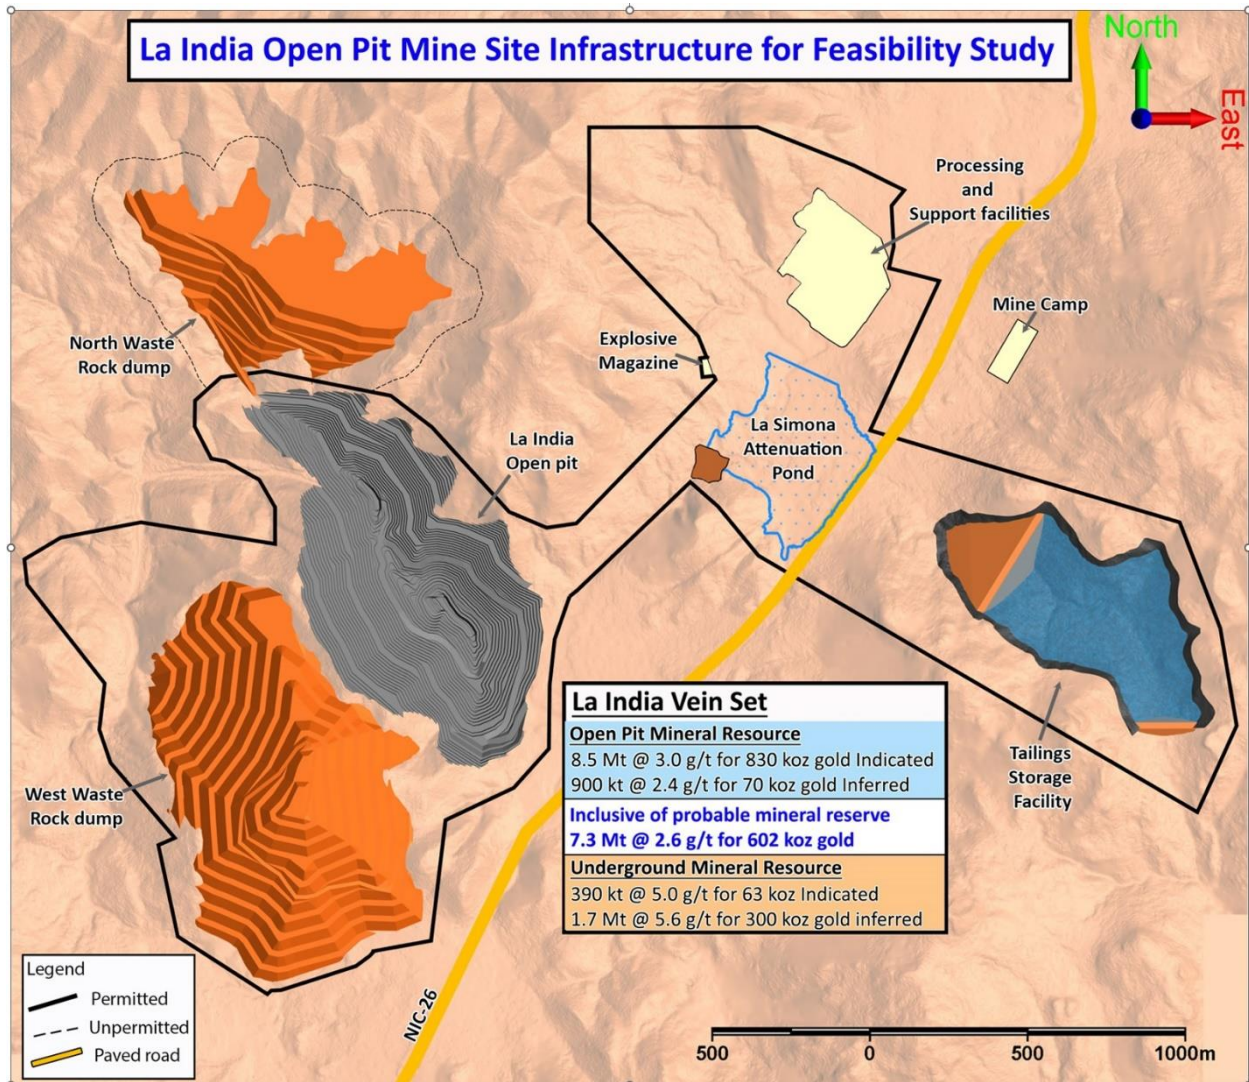 La India Open Pit Mine Site Infrastructure for Feasibility Study
North
East
Processing
and
Support facilities
Mine Camp
North Waste
Rock dump
Explosive
Magazine
La India
Open pit
La Simona
Attenuation
Pond
West Waste
Rock dump
Tailings
Storage
Facility
La India Vein Set
Open Pit Mineral Resource
8.5 Mt @ 3.0 g/t for 830 koz gold Indicated
900 kt @ 2.4 g/t for 70 koz gold Inferred
Inclusive of probable mineral reserve
7.3 Mt @ 2.6 g/t for 602 koz gold
Underground Mineral Resource
390 kt @ 5.0 g/t for 63 koz Indicated
1.7 Mt @ 5.6 g/t for 300 koz gold inferred
Legend
Permitted
Unpermitted
Paved road
NIC-26
500 0 500 1000m